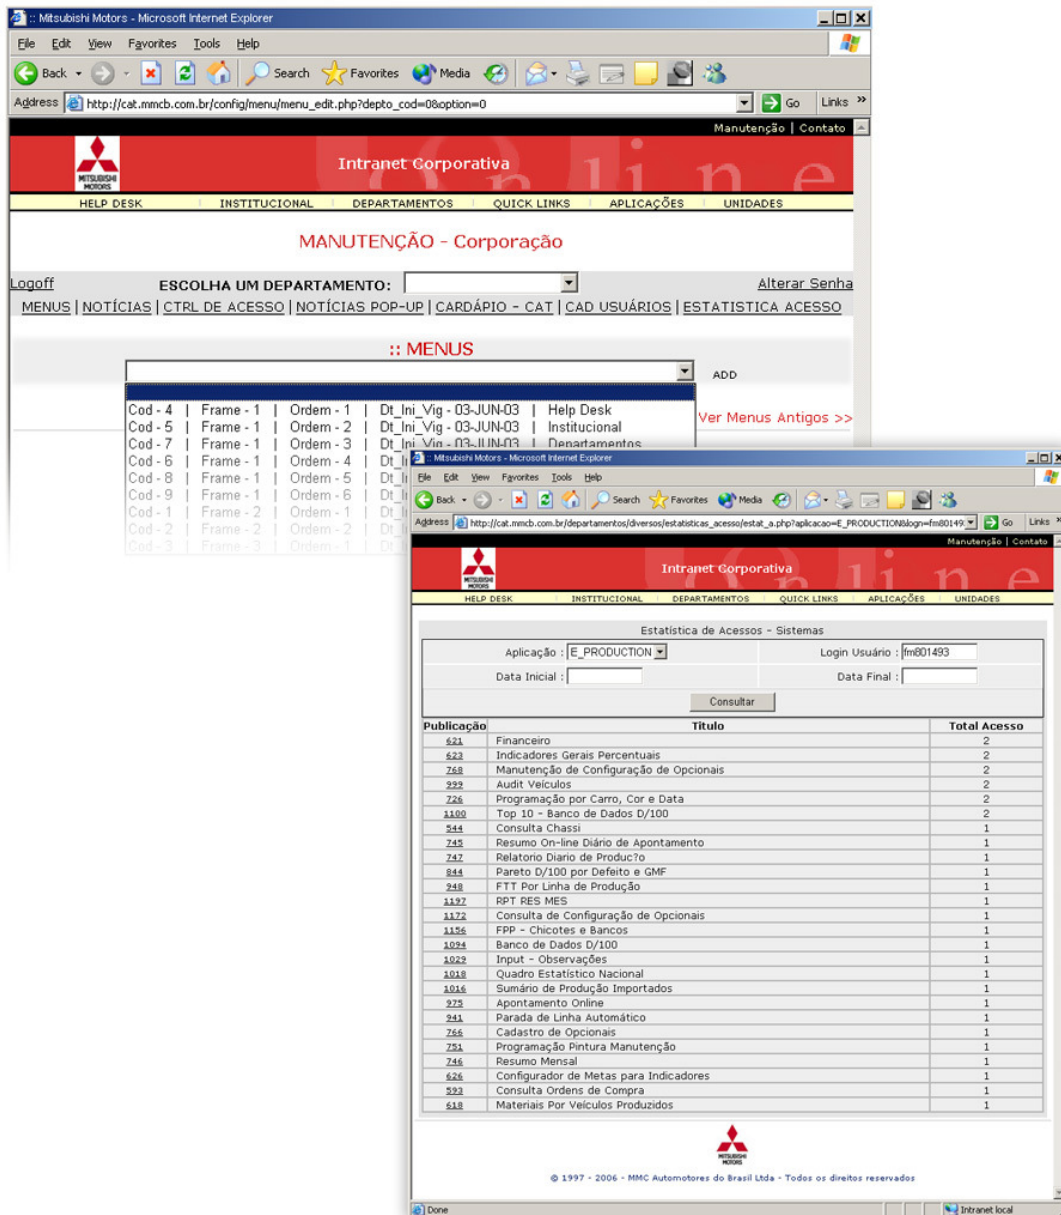 :: Mitsubishi Motors - Microsoft Internet Explorer
File Edit View Favorites Tools Help
Back Search Favorites Media
Address http://cat.mmcb.com.br/config/menu/menu_edit.php?depto_cod=0&option=0 Go Links »
Manutenção | Contato
MITSUBISHI MOTORS Intranet Corporativa Online
HELP DESK INSTITUCIONAL DEPARTAMENTOS QUICK LINKS APLICAÇÕES UNIDADES
MANUTENÇÃO - Corporação
Logoff ESCOLHA UM DEPARTAMENTO: Alterar Senha
MENUS | NOTÍCIAS | CTRL DE ACESSO | NOTÍCIAS POP-UP | CARDÁPIO - CAT | CAD USUÁRIOS | ESTATISTICA ACESSO
:: MENUS
ADD
Cod - 4 | Frame - 1 | Ordem - 1 | Dt_Ini_Vig - 03-JUN-03 | Help Desk
Ver Menus Antigos >>
Cod - 5 | Frame - 1 | Ordem - 2 | Dt_Ini_Vig - 03-JUN-03 | Institucional
Cod - 7 | Frame - 1 | Ordem - 3 | Dt_Ini_Vig - 03-JUN-03 | Departamentos
Cod - 6 | Frame - 1 | Ordem - 4 | Dt_I
Cod - 8 | Frame - 1 | Ordem - 5 | Dt_I
Cod - 9 | Frame - 1 | Ordem - 6 | Dt_I
Cod - 1 | Frame - 2 | Ordem - 1 | Dt_I
Cod - 2 | Frame - 2 | Ordem - 2 | Dt_I
Cod - 3 | Frame - 3 | Ordem - 1 | Dt_I
:: Mitsubishi Motors - Microsoft Internet Explorer
File Edit View Favorites Tools Help
Back Search Favorites Media
Address http://cat.mmcb.com.br/departamentos/diversos/estatisticas_acesso/estat_a.php?aplicacao=E_PRODUCTION&logn=fm80149 Go Links »
Manutenção | Contato
MITSUBISHI MOTORS Intranet Corporativa Online
HELP DESK INSTITUCIONAL DEPARTAMENTOS QUICK LINKS APLICAÇÕES UNIDADES
Estatística de Acessos - Sistemas
Aplicação : E_PRODUCTION Login Usuário : fm801493
Data Inicial : Data Final :
Consultar
Publicação Titulo Total Acesso
621 Financeiro 2
623 Indicadores Gerais Percentuais 2
768 Manutenção de Configuração de Opcionais 2
999 Audit Veículos 2
726 Programação por Carro, Cor e Data 2
1100 Top 10 - Banco de Dados D/100 2
544 Consulta Chassi 1
745 Resumo On-line Diário de Apontamento 1
747 Relatorio Diario de Produc?o 1
844 Pareto D/100 por Defeito e GMF 1
948 FTT Por Linha de Produção 1
1197 RPT RES MES 1
1172 Consulta de Configuração de Opcionais 1
1156 FPP - Chicotes e Bancos 1
1094 Banco de Dados D/100 1
1029 Input - Observações 1
1018 Quadro Estatístico Nacional 1
1016 Sumário de Produção Importados 1
975 Apontamento Online 1
941 Parada de Linha Automático 1
766 Cadastro de Opcionais 1
751 Programação Pintura Manutenção 1
746 Resumo Mensal 1
626 Configurador de Metas para Indicadores 1
593 Consulta Ordens de Compra 1
618 Materiais Por Veículos Produzidos 1
MITSUBISHI MOTORS
© 1997 - 2006 - MMC Automotores do Brasil Ltda - Todos os direitos reservados
Done Intranet local